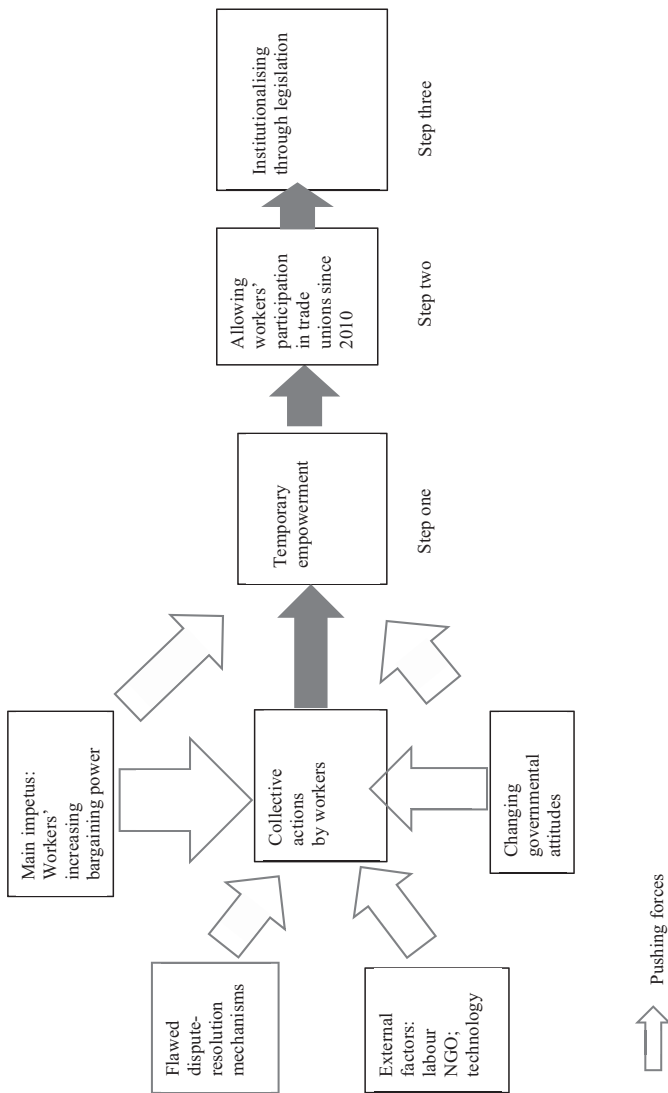 Main impetus:
Workers'
increasing
bargaining power
Flawed
dispute-
resolution
mechanisms
External
factors:
labour
NGO;
technology
Collective
actions
by workers
Changing
governmental
attitudes
Temporary
empowerment
Step one
Allowing
workers'
participation
in trade
unions since
2010
Step two
Institutionalising
through legislation
Step three
Pushing forces